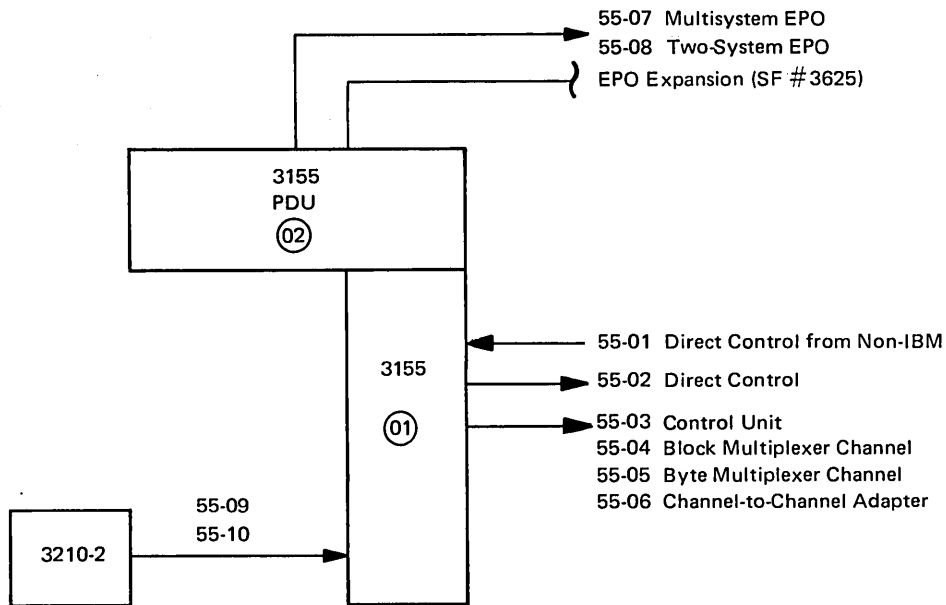 55-07 Multisystem EPO
55-08 Two-System EPO
EPO Expansion (SF #3625)
3155
PDU
02
55-01 Direct Control from Non-IBM
3155
55-02 Direct Control
01
55-03 Control Unit
55-04 Block Multiplexer Channel
55-05 Byte Multiplexer Channel
55-06 Channel-to-Channel Adapter
55-09
55-10
3210-2